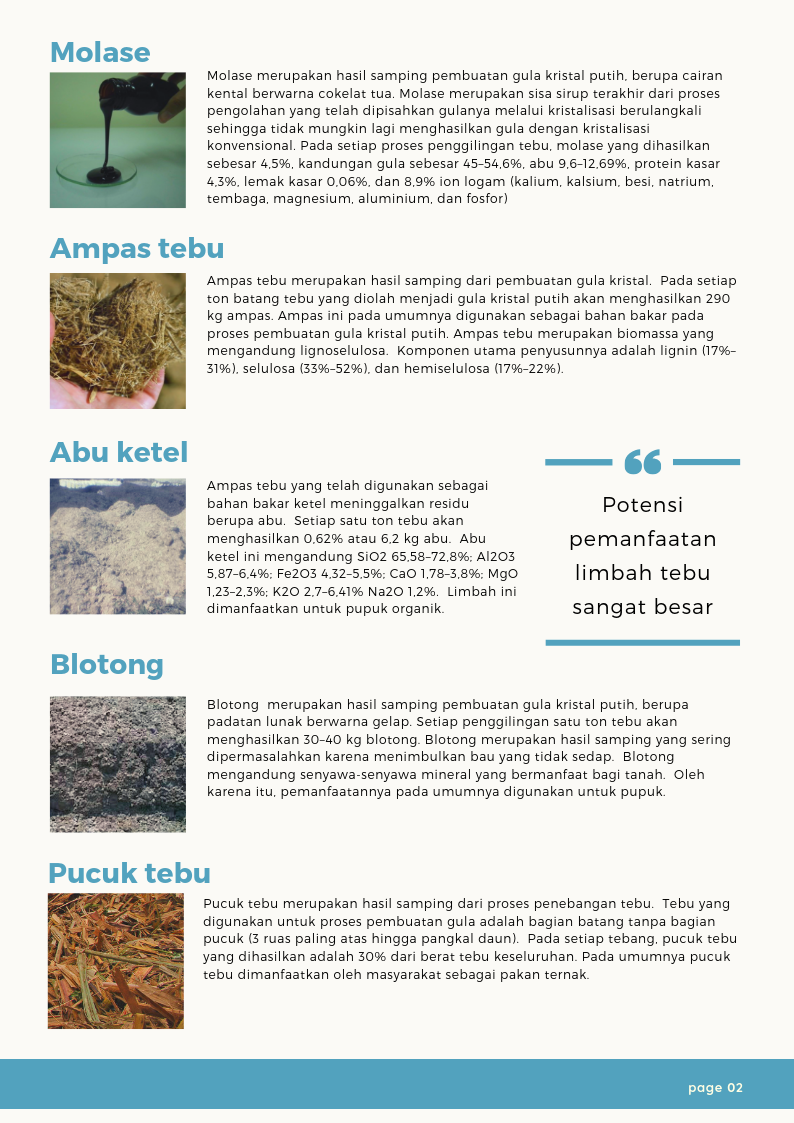 Molase
Molase merupakan hasil samping pembuatan gula kristal putih, berupa cairan
kental berwarna cokelat tua. Molase merupakan sisa sirup terakhir dari proses
pengolahan yang telah dipisahkan gulanya melalui kristalisasi berulangkali
sehingga tidak mungkin lagi menghasilkan gula dengan kristalisasi
konvensional. Pada setiap proses penggilingan tebu, molase yang dihasilkan
sebesar 4,5%, kandungan gula sebesar 45–54,6%, abu 9,6–12,69%, protein kasar
4,3%, lemak kasar 0,06%, dan 8,9% ion logam (kalium, kalsium, besi, natrium,
tembaga, magnesium, aluminium, dan fosfor)
Ampas tebu
Ampas tebu merupakan hasil samping dari pembuatan gula kristal.  Pada setiap
ton batang tebu yang diolah menjadi gula kristal putih akan menghasilkan 290
kg ampas. Ampas ini pada umumnya digunakan sebagai bahan bakar pada
proses pembuatan gula kristal putih. Ampas tebu merupakan biomassa yang
mengandung lignoselulosa.  Komponen utama penyusunnya adalah lignin (17%–
31%), selulosa (33%–52%), dan hemiselulosa (17%–22%).
Abu ketel
Ampas tebu yang telah digunakan sebagai
bahan bakar ketel meninggalkan residu
berupa abu.  Setiap satu ton tebu akan
menghasilkan 0,62% atau 6,2 kg abu.  Abu
ketel ini mengandung SiO2 65,58–72,8%; Al2O3
5,87–6,4%; Fe2O3 4,32–5,5%; CaO 1,78–3,8%; MgO
1,23–2,3%; K2O 2,7–6,41% Na2O 1,2%.  Limbah ini
dimanfaatkan untuk pupuk organik.
“
Potensi
pemanfaatan
limbah tebu
sangat besar
Blotong
Blotong  merupakan hasil samping pembuatan gula kristal putih, berupa
padatan lunak berwarna gelap. Setiap penggilingan satu ton tebu akan
menghasilkan 30–40 kg blotong. Blotong merupakan hasil samping yang sering
dipermasalahkan karena menimbulkan bau yang tidak sedap.  Blotong
mengandung senyawa-senyawa mineral yang bermanfaat bagi tanah.  Oleh
karena itu, pemanfaatannya pada umumnya digunakan untuk pupuk.
Pucuk tebu
Pucuk tebu merupakan hasil samping dari proses penebangan tebu.  Tebu yang
digunakan untuk proses pembuatan gula adalah bagian batang tanpa bagian
pucuk (3 ruas paling atas hingga pangkal daun).  Pada setiap tebang, pucuk tebu
yang dihasilkan adalah 30% dari berat tebu keseluruhan. Pada umumnya pucuk
tebu dimanfaatkan oleh masyarakat sebagai pakan ternak.
page 02